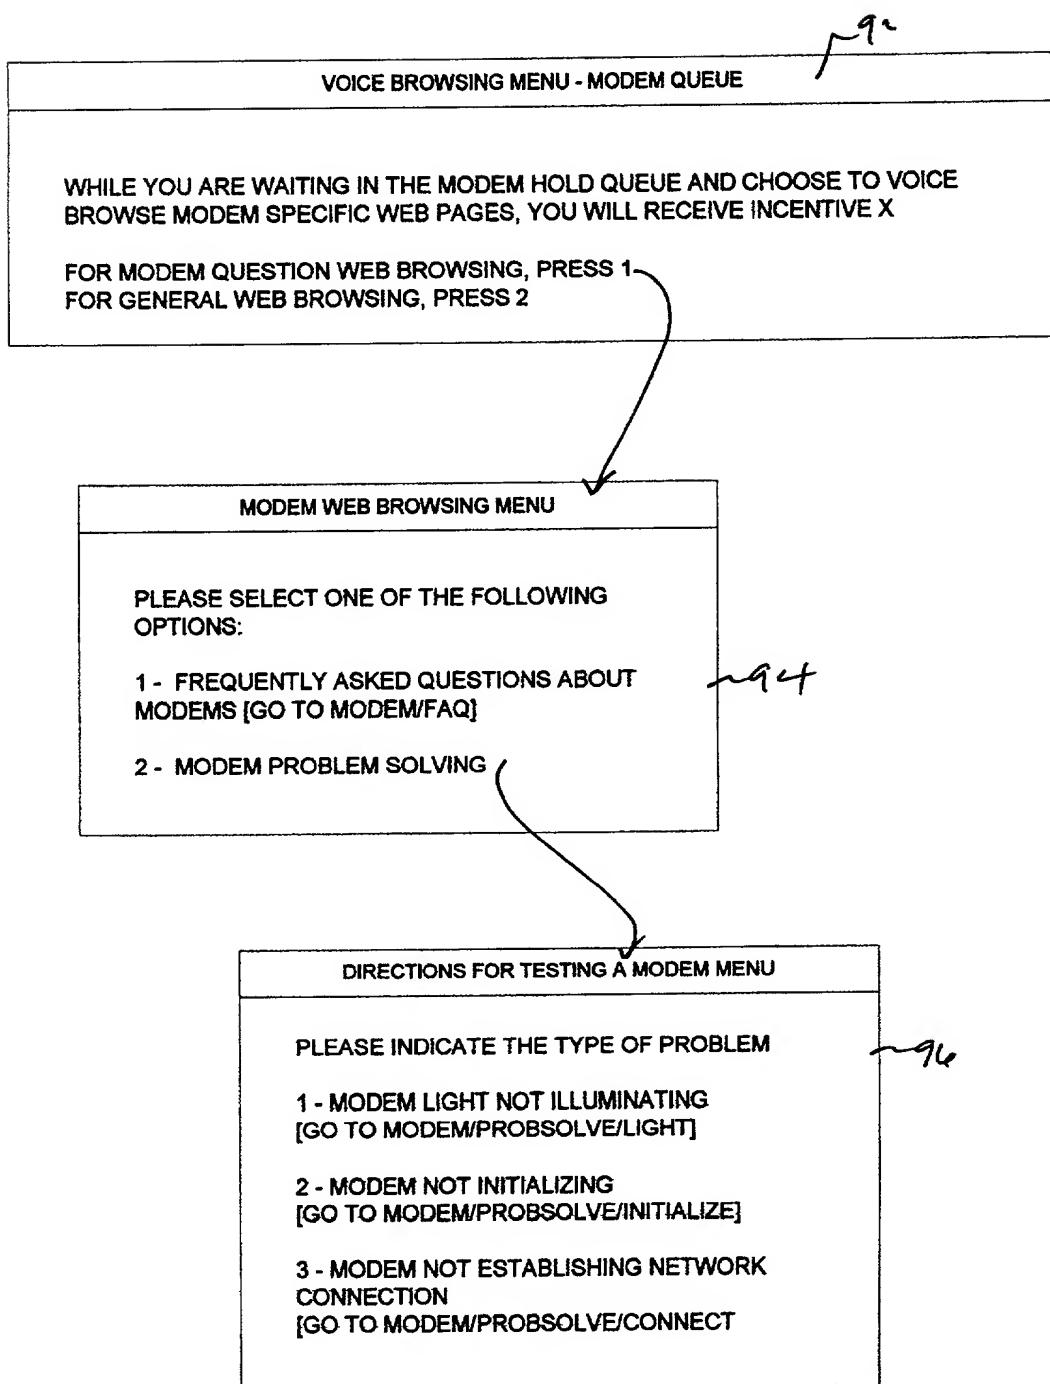 92
VOICE BROWSING MENU - MODEM QUEUE
WHILE YOU ARE WAITING IN THE MODEM HOLD QUEUE AND CHOOSE TO VOICE
BROWSE MODEM SPECIFIC WEB PAGES, YOU WILL RECEIVE INCENTIVE X
FOR MODEM QUESTION WEB BROWSING, PRESS 1
FOR GENERAL WEB BROWSING, PRESS 2
MODEM WEB BROWSING MENU
PLEASE SELECT ONE OF THE FOLLOWING
OPTIONS:
1 - FREQUENTLY ASKED QUESTIONS ABOUT
MODEMS [GO TO MODEM/FAQ]
94
2 - MODEM PROBLEM SOLVING
DIRECTIONS FOR TESTING A MODEM MENU
PLEASE INDICATE THE TYPE OF PROBLEM
96
1 - MODEM LIGHT NOT ILLUMINATING
[GO TO MODEM/PROBSOLVE/LIGHT]
2 - MODEM NOT INITIALIZING
[GO TO MODEM/PROBSOLVE/INITIALIZE]
3 - MODEM NOT ESTABLISHING NETWORK
CONNECTION
[GO TO MODEM/PROBSOLVE/CONNECT